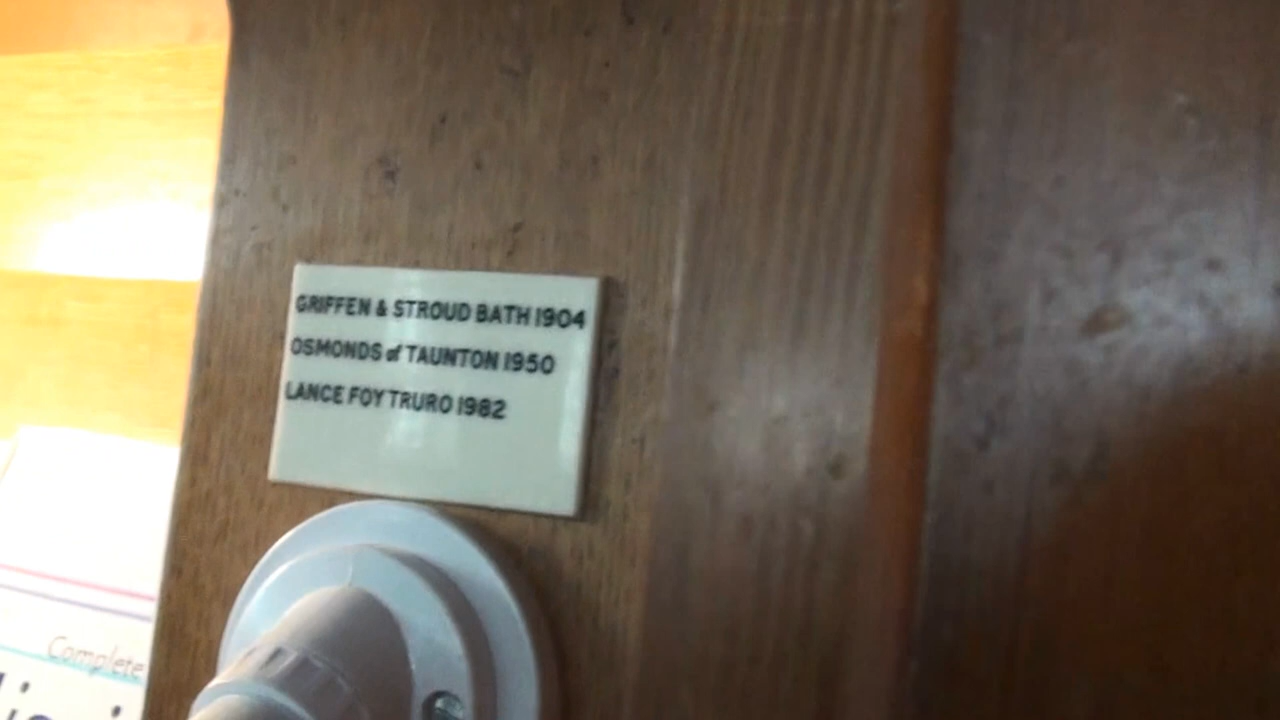 GRIFFEN & STROUD BATH 1904
OSMONDS of TAUNTON 1950
LANCE FOY TRURO 1982
Complete